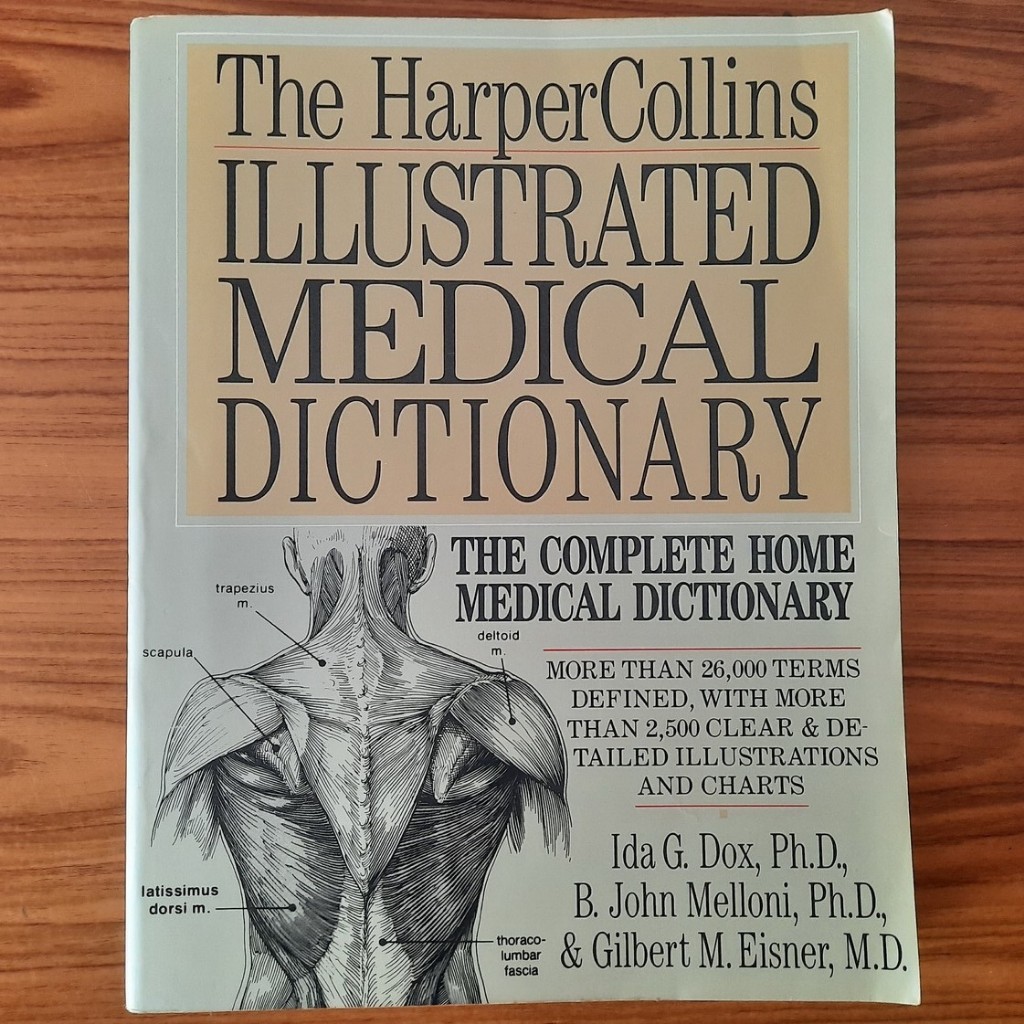 The HarperCollins
ILLUSTRATED
MEDICAL
DICTIONARY
THE COMPLETE HOME
MEDICAL DICTIONARY
trapezius
m.
scapula
deltoid
m.
MORE THAN 26,000 TERMS
DEFINED, WITH MORE
THAN 2,500 CLEAR & DE-
TAILED ILLUSTRATIONS
AND CHARTS
Ida G. Dox, Ph.D.,
B. John Melloni, Ph.D.,
& Gilbert M. Eisner, M.D.
latissimus
dorsi m.
thoraco-
lumbar
fascia